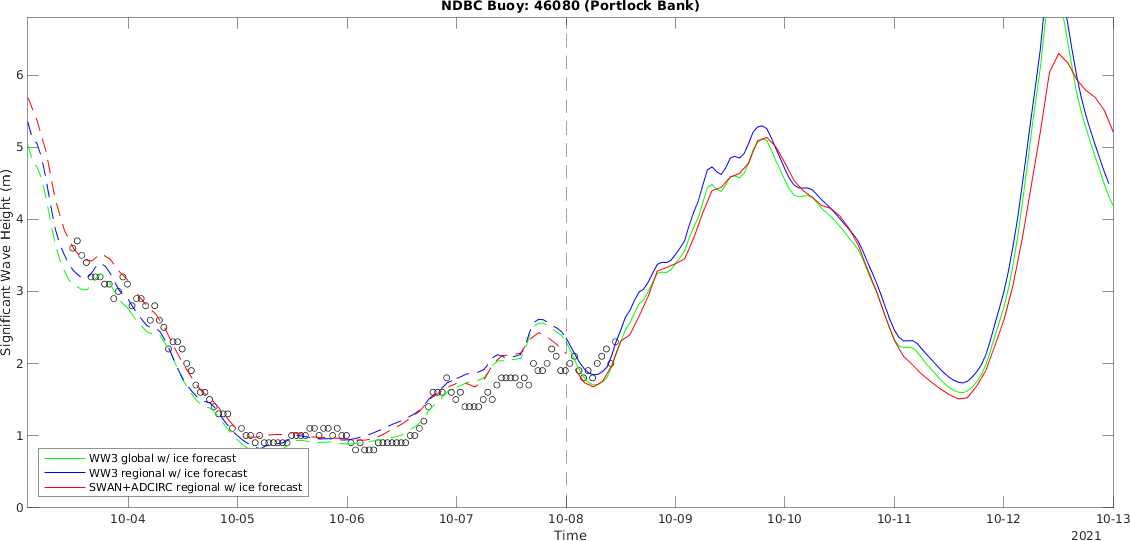 NDBC Buoy: 46080 (Portlock Bank)
Significant Wave Height (m)
6
5
4
3
2
1
0
WW3 global w/ ice forecast
WW3 regional w/ ice forecast
SWAN+ADCIRC regional w/ ice forecast
10-04 10-05 10-06 10-07 10-08 10-09 10-10 10-11 10-12 10-13
Time
2021